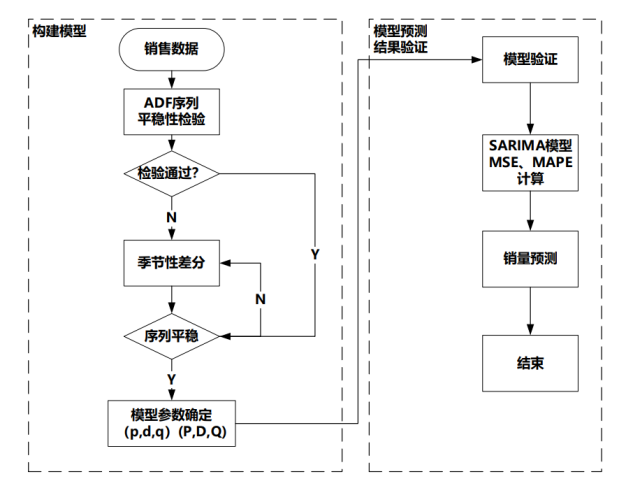 构建模型
销售数据
ADF序列
平稳性检验
检验通过?
N
Y
季节性差分
N
序列平稳
Y
模型参数确定
（p,d,q）(P,D,Q)
模型预测
结果验证
模型验证
SARIMA模型
MSE、MAPE
计算
销量预测
结束